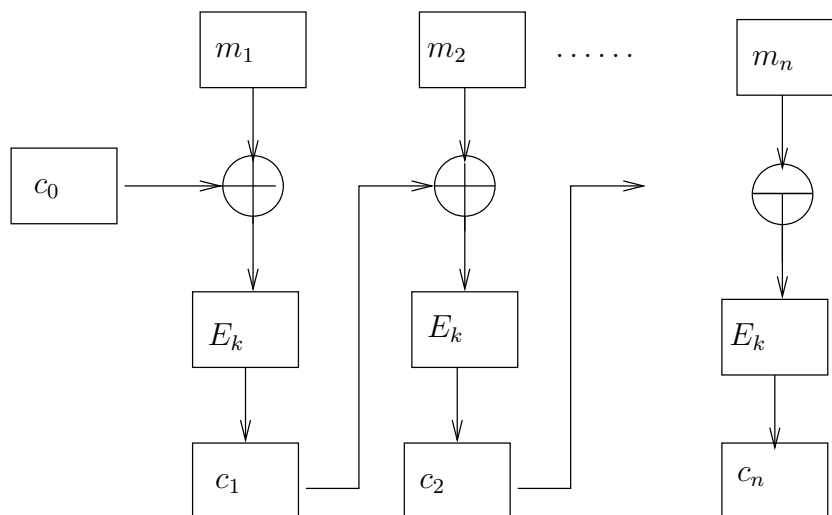 m₁ m₂ ...... mₙ
c₀
Eₖ Eₖ Eₖ
c₁ c₂ cₙ